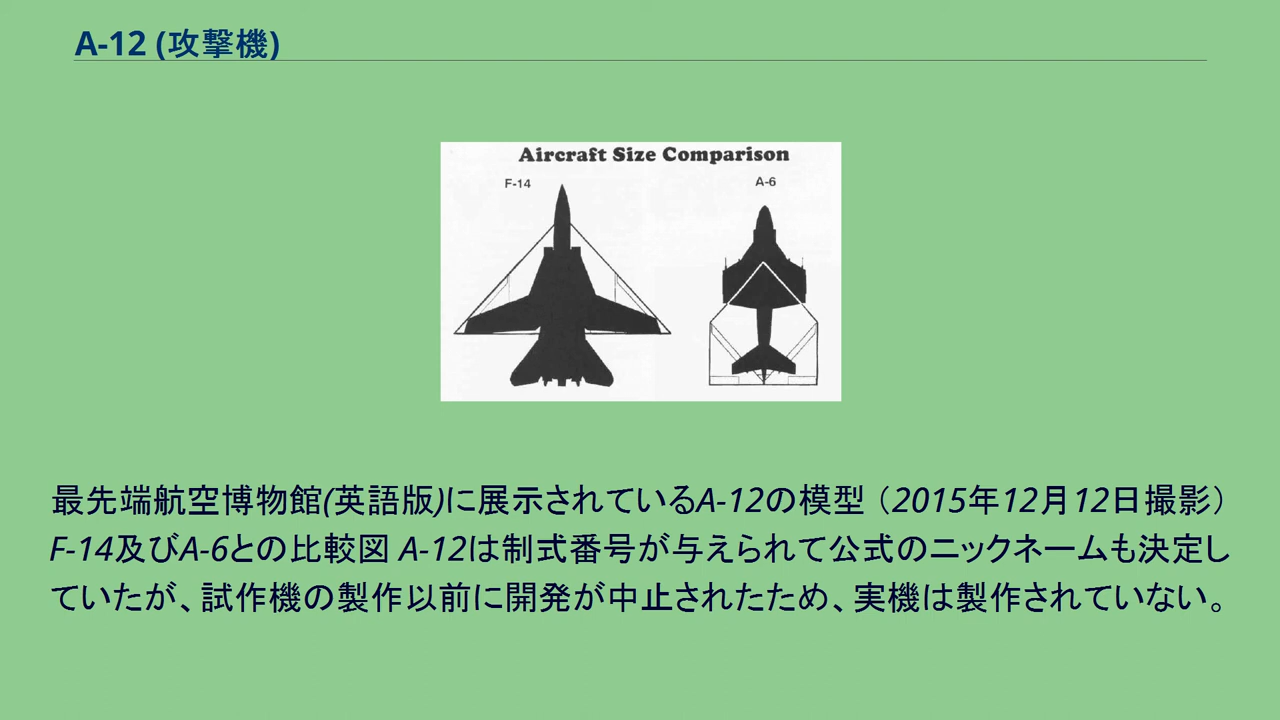 A-12 (攻撃機)
Aircraft Size Comparison
F-14
A-6
最先端航空博物館(英語版)に展示されているA-12の模型（2015年12月12日撮影）
F-14及びA-6との比較図 A-12は制式番号が与えられて公式のニックネームも決定し
ていたが、試作機の製作以前に開発が中止されたため、実機は製作されていない。